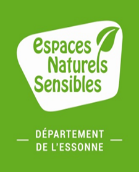 espaces
Naturels
Sensibles
DÉPARTEMENT
DE L'ESSONNE